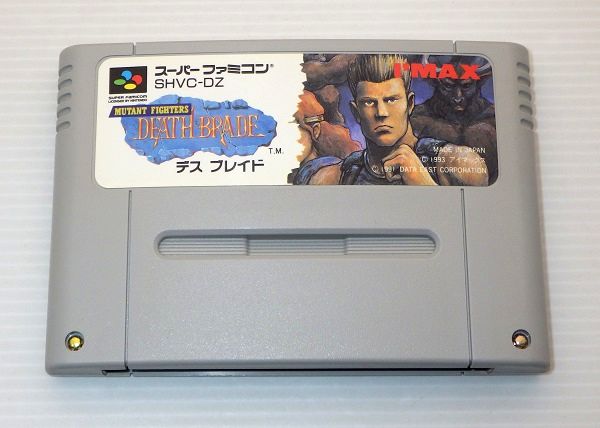 スーパーファミコン
SHVC-DZ
SUPER FAMICOM
LICENSED BY NINTENDO
MUTANT FIGHTERS
DEATH BRADE
T.M.
デス ブレイド
I'MAX
MADE IN JAPAN
© 1993 アイマックス
© 1991 DATA EAST CORPORATION